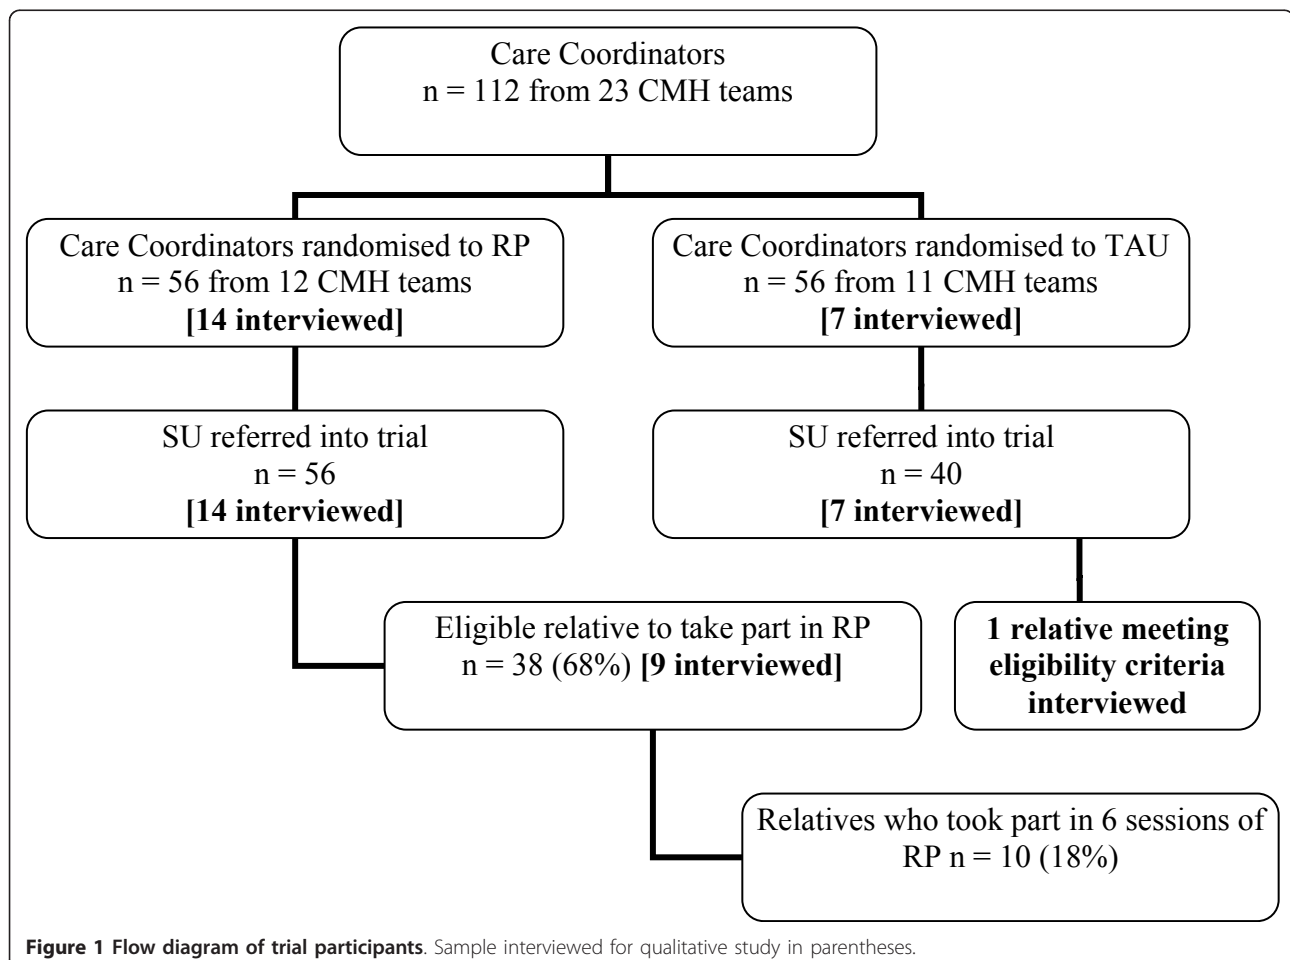 Care Coordinators
n = 112 from 23 CMH teams
Care Coordinators randomised to RP
n = 56 from 12 CMH teams
[14 interviewed]
Care Coordinators randomised to TAU
n = 56 from 11 CMH teams
[7 interviewed]
SU referred into trial
n = 56
[14 interviewed]
SU referred into trial
n = 40
[7 interviewed]
Eligible relative to take part in RP
n = 38 (68%) [9 interviewed]
1 relative meeting
eligibility criteria
interviewed
Relatives who took part in 6 sessions of
RP n = 10 (18%)
Figure 1 Flow diagram of trial participants. Sample interviewed for qualitative study in parentheses.